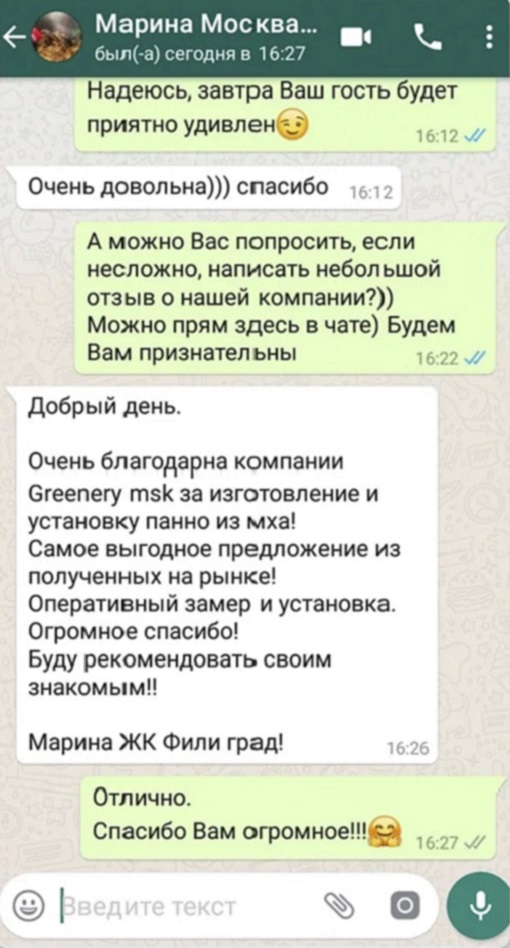 Марина Москва...
был(-а) сегодня в 16:27
Надеюсь, завтра Ваш гость будет
приятно удивлен😉
16:12
Очень довольна))) спасибо 16:12
А можно Вас попросить, если
несложно, написать небольшой
отзыв о нашей компании?))
Можно прям здесь в чате) Будем
Вам признательны
16:22
Добрый день.
Очень благодарна компании
Greenery msk за изготовление и
установку панно из мха!
Самое выгодное предложение из
полученных на рынке!
Оперативный замер и установка.
Огромное спасибо!
Буду рекомендовать своим
знакомым!!
Марина ЖК Фили град!
16:26
Отлично.
Спасибо Вам огромное!!!🤗
16:27
Введите текст